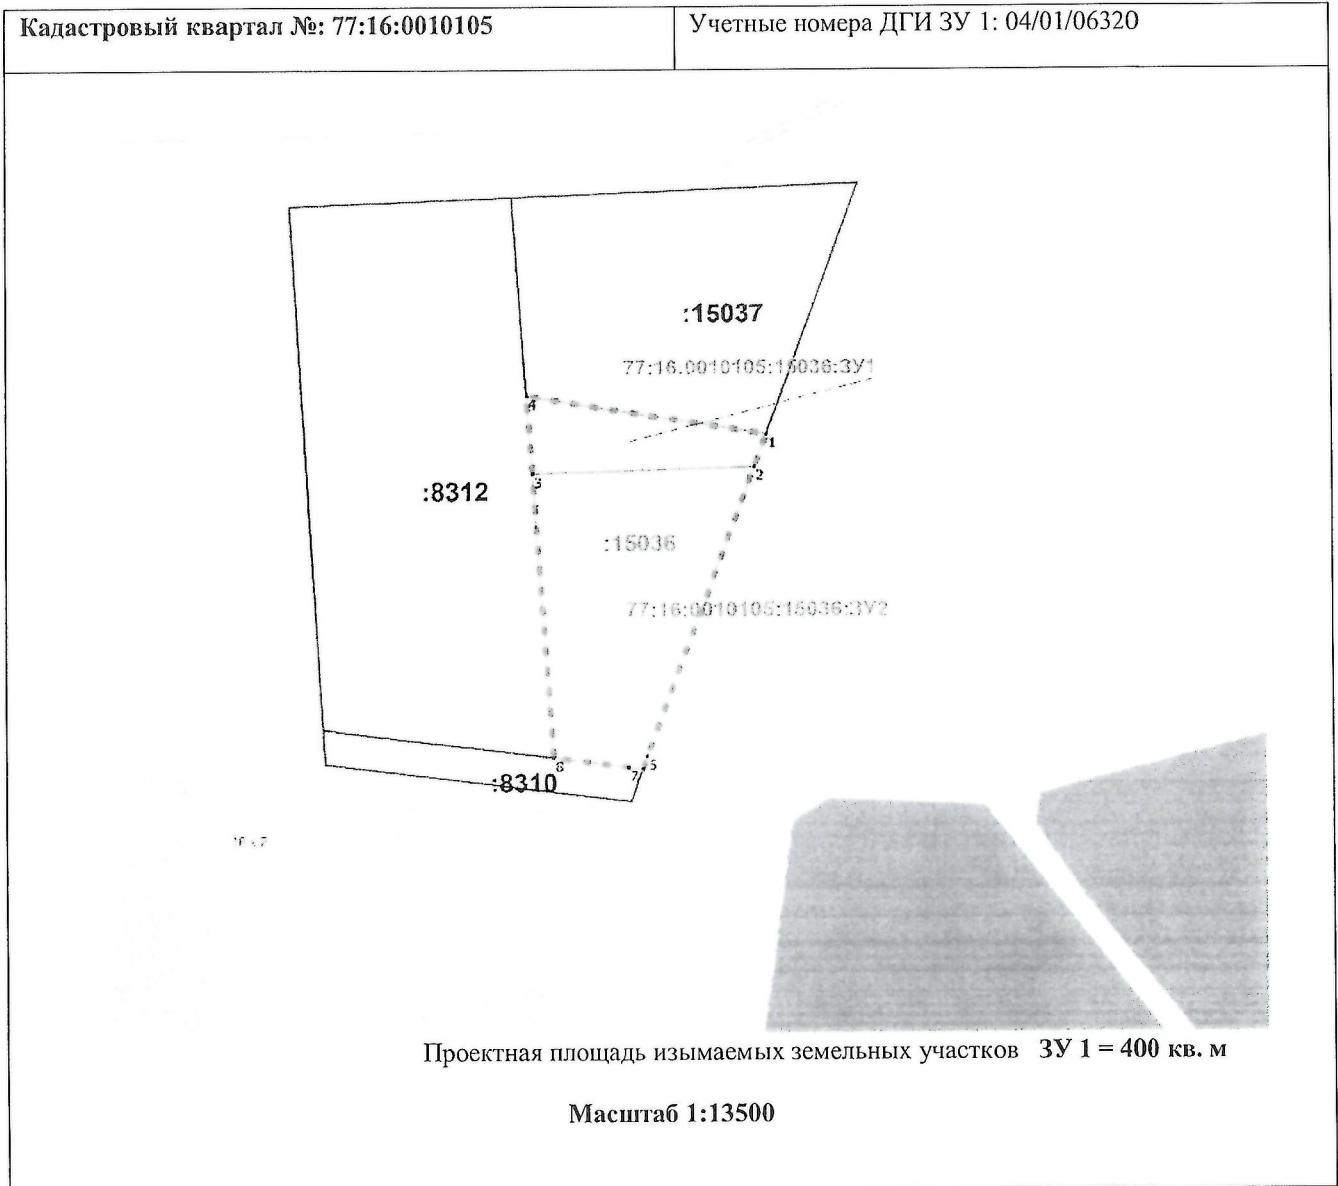 Кадастровый квартал №: 77:16:0010105
Учетные номера ДГИ ЗУ 1: 04/01/06320
:15037
77:16:0010105:15036:ЗУ1
4
1
2
3
:8312
:15036
77:16:0010105:15036:ЗУ2
:8310
7
Проектная площадь изымаемых земельных участков ЗУ 1 = 400 кв. м
Масштаб 1:13500